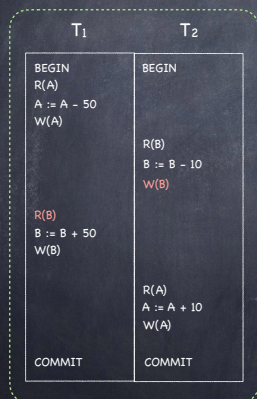 T1 T2
BEGIN BEGIN
R(A)
A := A - 50
W(A)
R(B)
B := B - 10
W(B)
R(B)
B := B + 50
W(B)
R(A)
A := A + 10
W(A)
COMMIT COMMIT